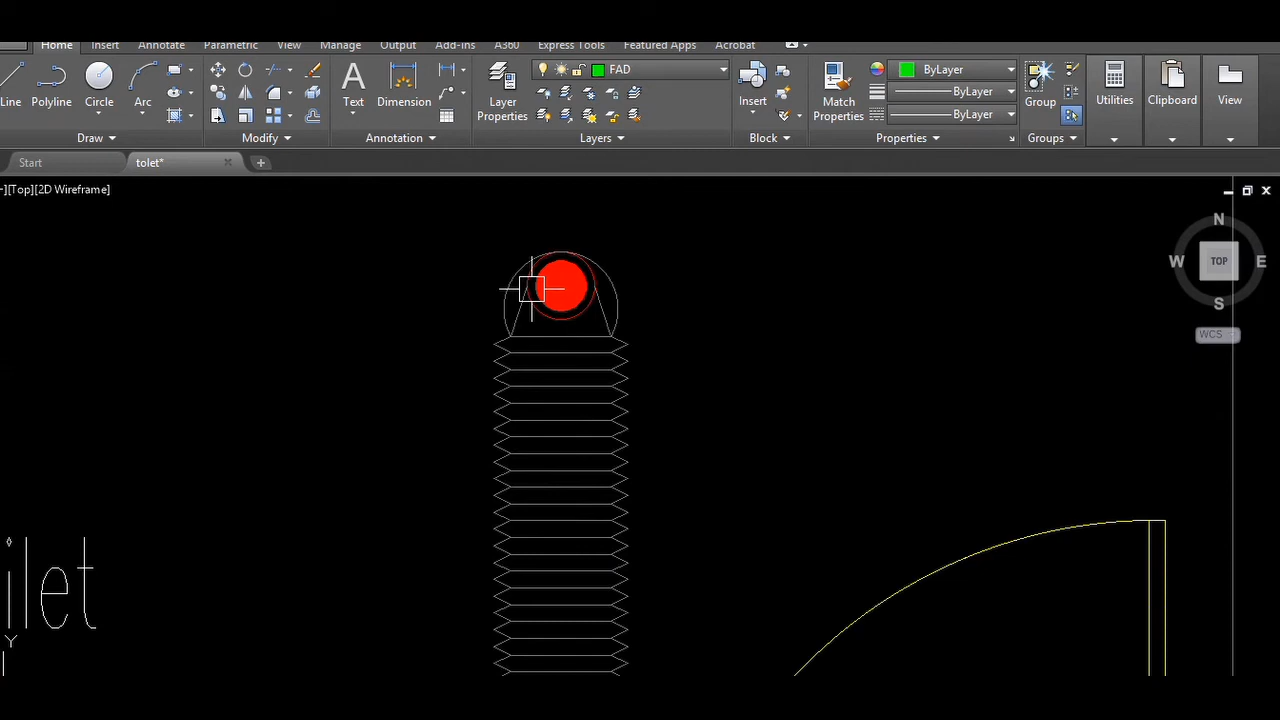 Home Insert Annotate Parametric View Manage Output Add-ins A360 Express Tools Featured Apps Acrobat
Line Polyline Circle Arc
Text Dimension
Layer Properties
FAD
Insert
Match Properties
ByLayer
ByLayer
ByLayer
Group
Utilities
Clipboard
View
Draw Modify Annotation Layers Block Properties Groups
Start tolet*
][Top][2D Wireframe]
N
W TOP E
S
WCS
ilet
Y